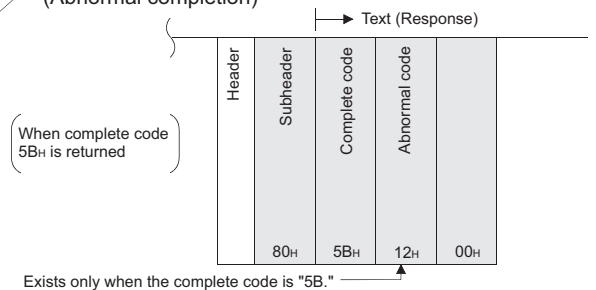 (Abnormal completion)
Text (Response)
Header
Subheader
Complete code
Abnormal code
When complete code
5BH is returned
80H 5BH 12H 00H
Exists only when the complete code is "5B."